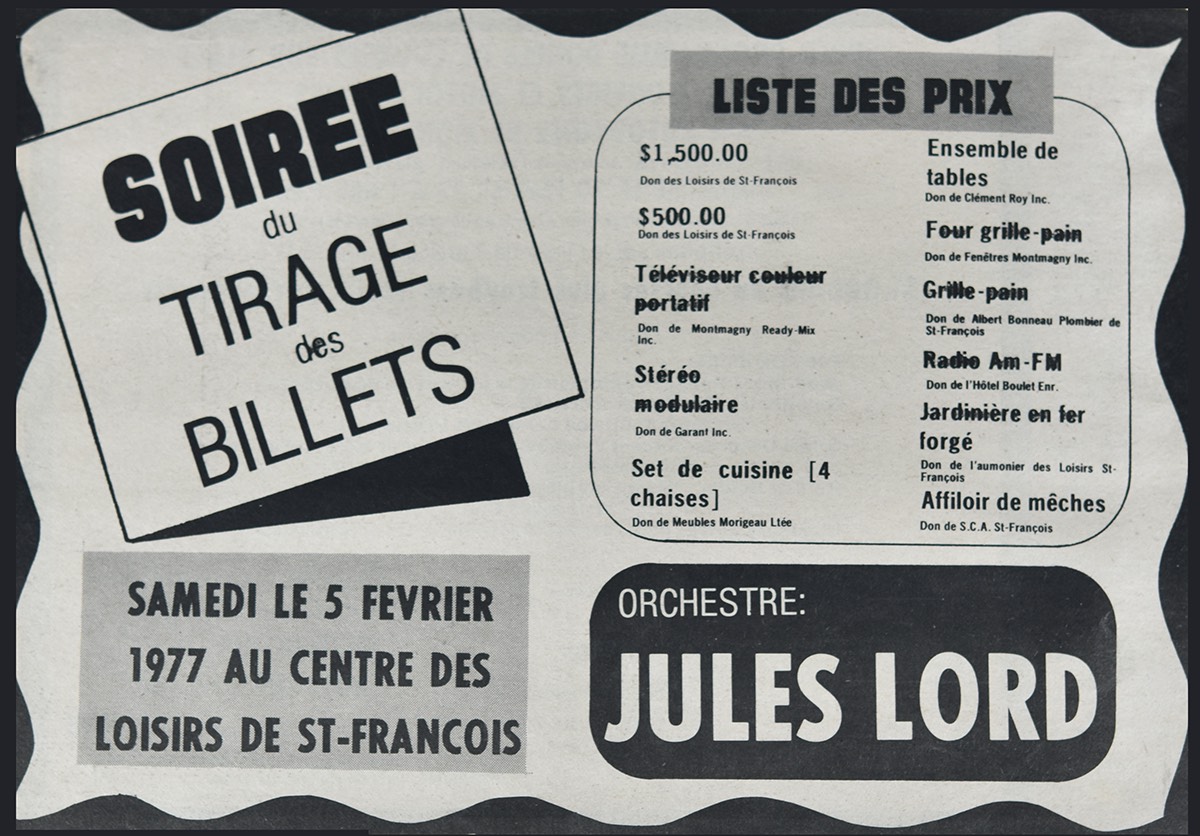 SOIREE
du
TIRAGE
des
BILLETS
SAMEDI LE 5 FEVRIER
1977 AU CENTRE DES
LOISIRS DE ST-FRANCOIS
LISTE DES PRIX
$1,500.00
Don des Loisirs de St-François
$500.00
Don des Loisirs de St-François
Téléviseur couleur
portatif
Don de Montmagny Ready-Mix
Inc.
Stéréo
modulaire
Don de Garant Inc.
Set de cuisine [4
chaises]
Don de Meubles Morigeau Ltée
Ensemble de
tables
Don de Clément Roy Inc.
Four grille-pain
Don de Fenêtres Montmagny Inc.
Grille-pain
Don de Albert Bonneau Plombier de
St-François
Radio Am-FM
Don de l'Hôtel Boulet Enr.
Jardinière en fer
forgé
Don de l'aumonier des Loisirs St-
François
Affiloir de mêches
Don de S.C.A. St-François
ORCHESTRE:
JULES LORD